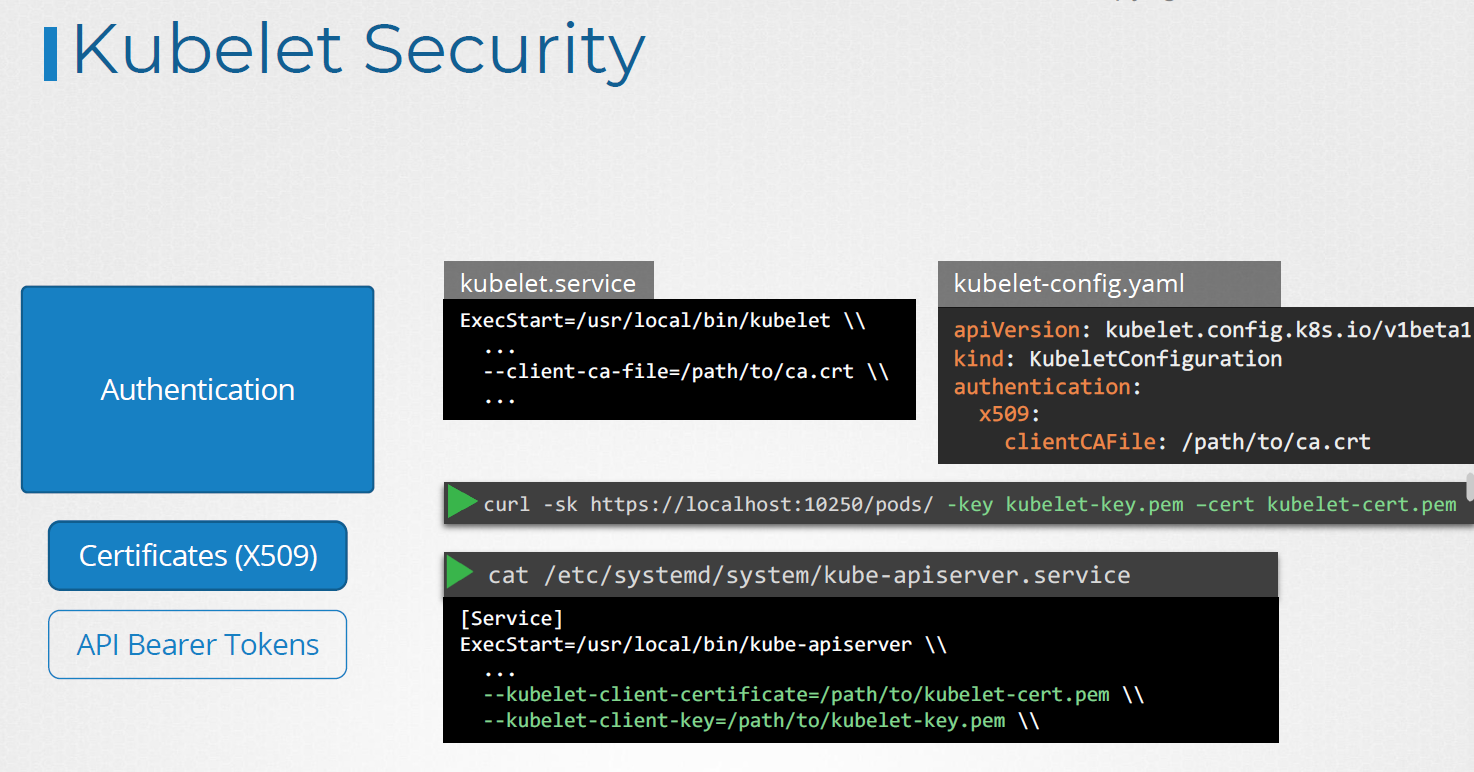 Kubelet Security
Authentication
Certificates (X509)
API Bearer Tokens
kubelet.service
ExecStart=/usr/local/bin/kubelet \\
  ...
  --client-ca-file=/path/to/ca.crt \\
  ...
kubelet-config.yaml
apiVersion: kubelet.config.k8s.io/v1beta1
kind: KubeletConfiguration
authentication:
  x509:
    clientCAFile: /path/to/ca.crt
curl -sk https://localhost:10250/pods/ -key kubelet-key.pem –cert kubelet-cert.pem
cat /etc/systemd/system/kube-apiserver.service
[Service]
ExecStart=/usr/local/bin/kube-apiserver \\
  ...
  --kubelet-client-certificate=/path/to/kubelet-cert.pem \\
  --kubelet-client-key=/path/to/kubelet-key.pem \\